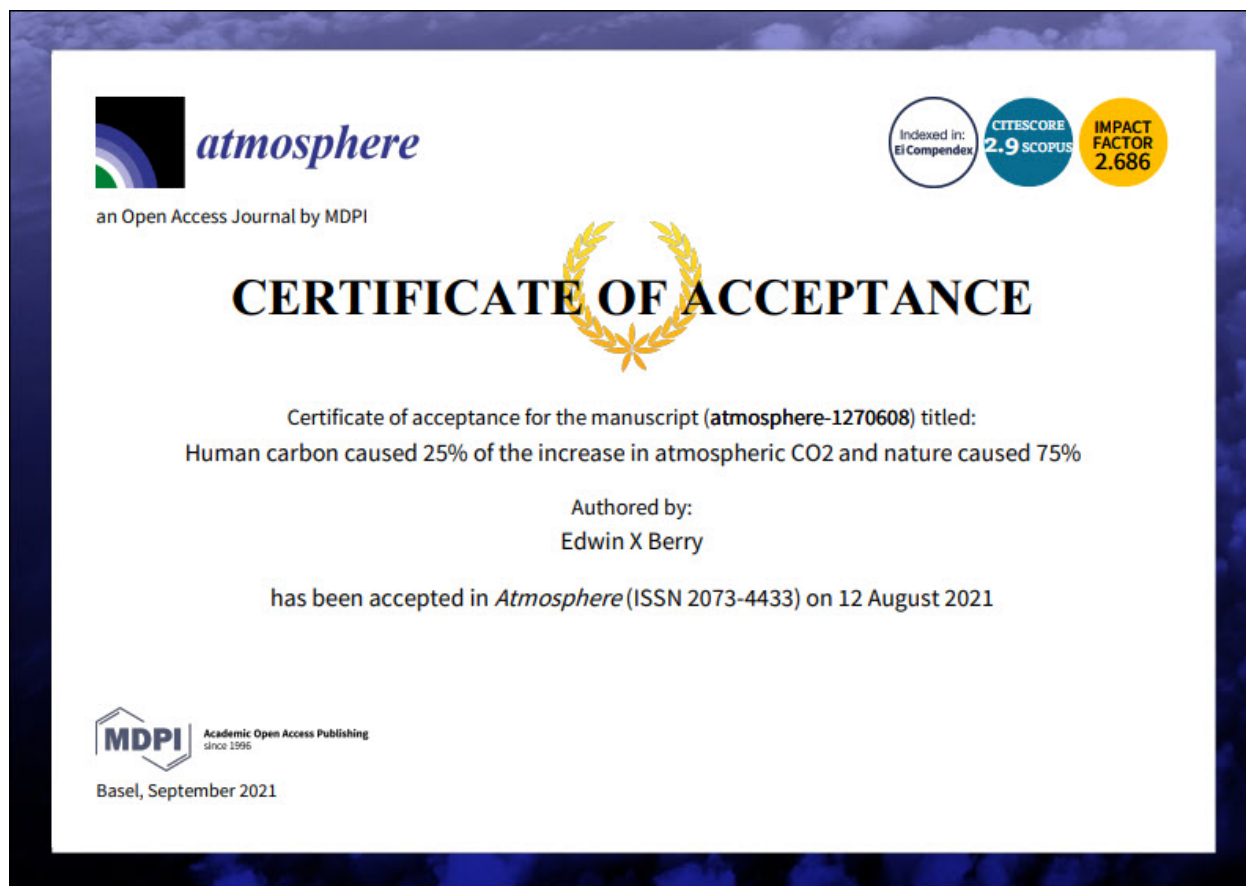 atmosphere
an Open Access Journal by MDPI
Indexed in:
Ei Compendex
CITESCORE
2.9 SCOPUS
IMPACT
FACTOR
2.686
CERTIFICATE OF ACCEPTANCE
Certificate of acceptance for the manuscript (atmosphere-1270608) titled:
Human carbon caused 25% of the increase in atmospheric CO2 and nature caused 75%
Authored by:
Edwin X Berry
has been accepted in Atmosphere (ISSN 2073-4433) on 12 August 2021
MDPI
Academic Open Access Publishing
since 1996
Basel, September 2021